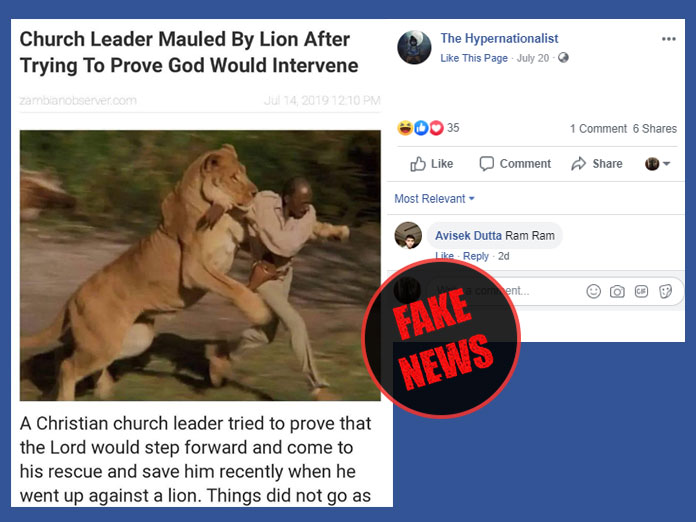 Church Leader Mauled By Lion After
Trying To Prove God Would Intervene
zambianobserver.com Jul 14, 2019 12:10 PM
A Christian church leader tried to prove that
the Lord would step forward and come to
his rescue and save him recently when he
went up against a lion. Things did not go as
The Hypernationalist
Like This Page · July 20 ·
35 1 Comment 6 Shares
Like Comment Share
Most Relevant
Avisek Dutta Ram Ram
Like · Reply · 2d
Write a comment...
GIF
FAKE
NEWS